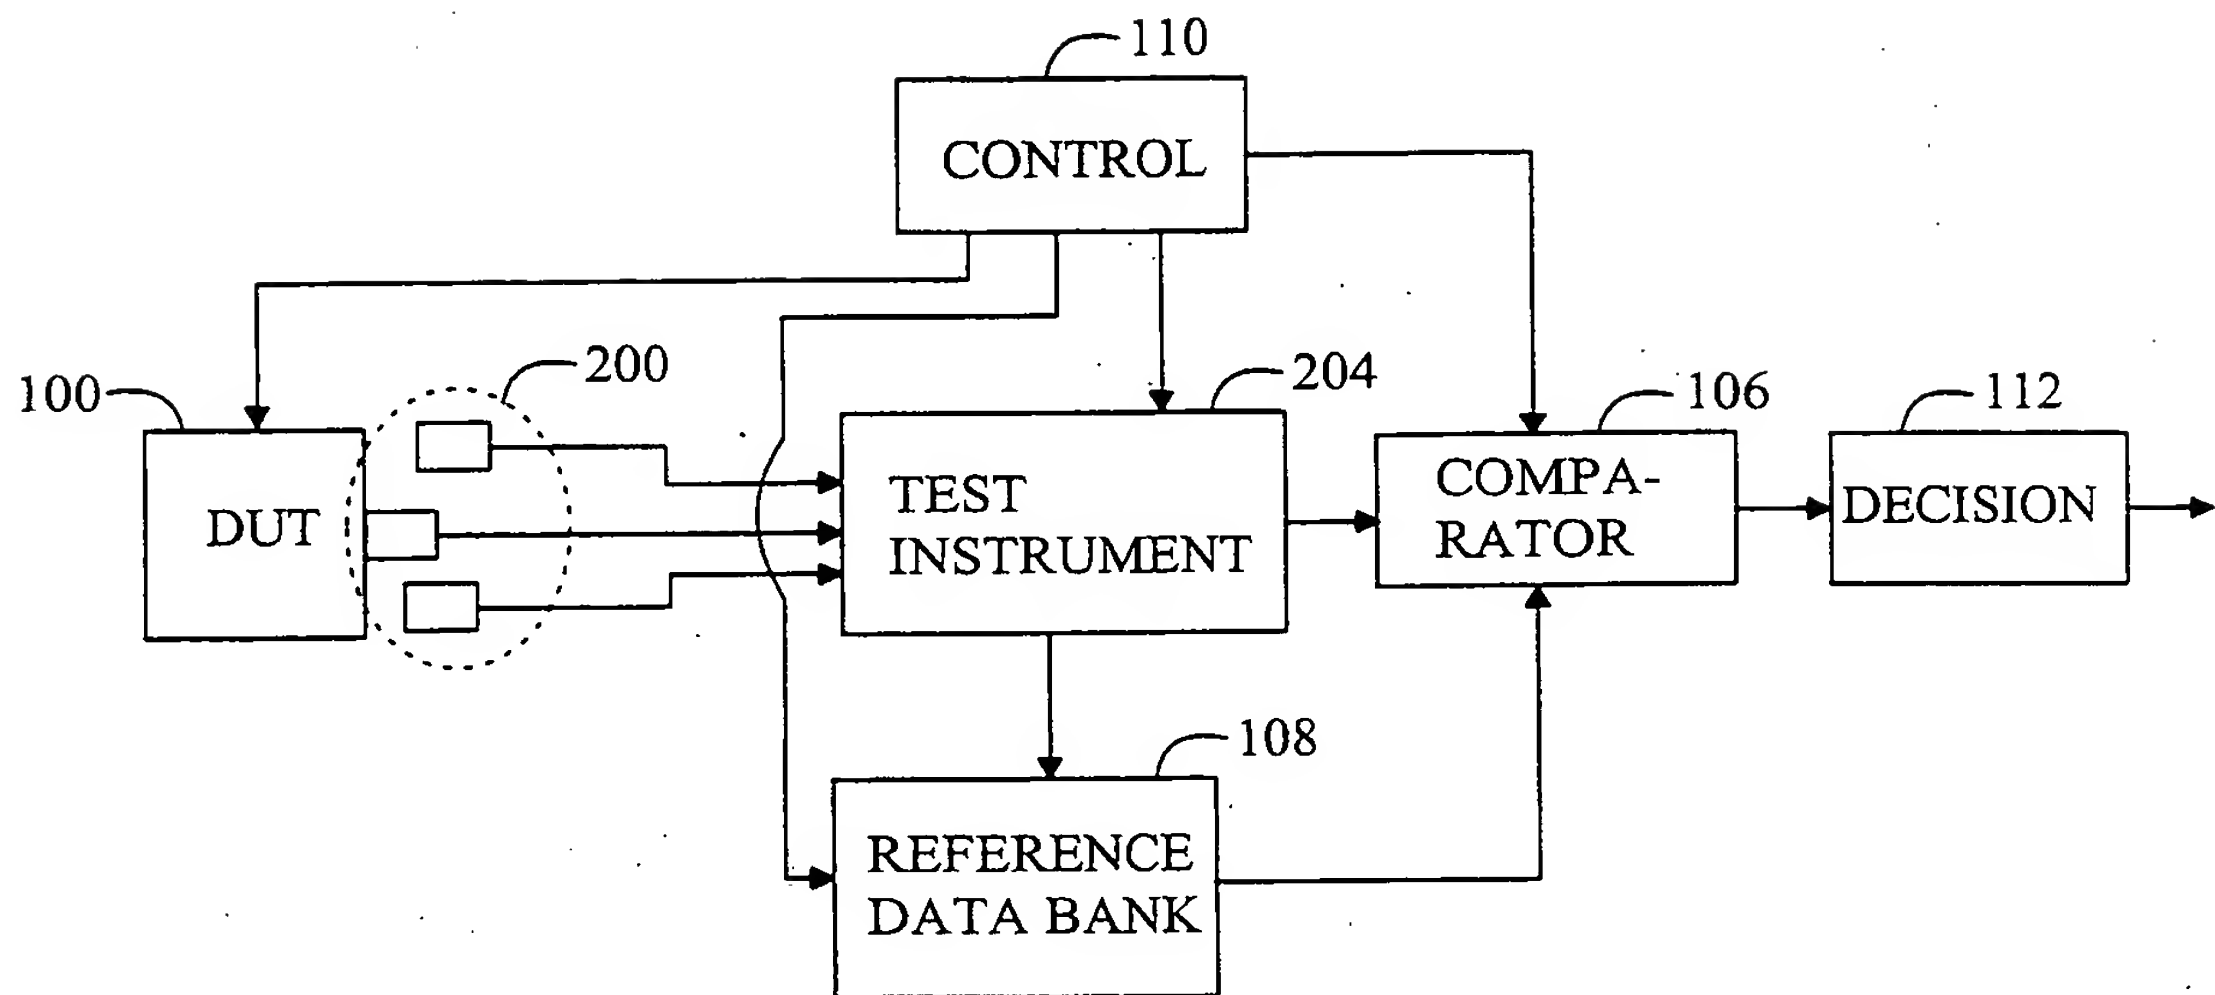 110
CONTROL
200
204
100
106
112
DUT
TEST
INSTRUMENT
COMPA-
RATOR
DECISION
108
REFERENCE
DATA BANK